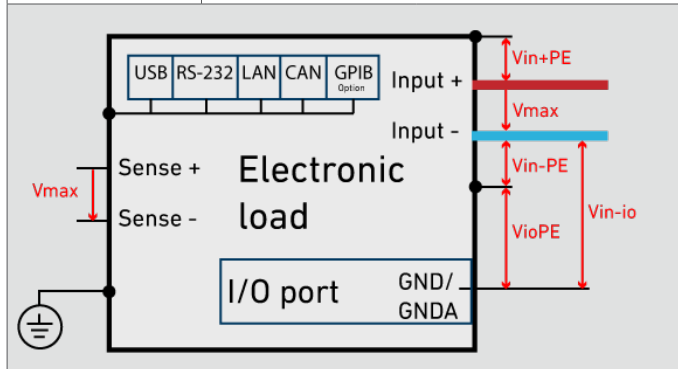 USB RS-232 LAN CAN GPIB
Option
Input +
Input -
Vin+PE
Vmax
Vin-PE
Vin-io
VioPE
Vmax
Sense +
Sense -
Electronic
load
I/O port
GND/
GNDA